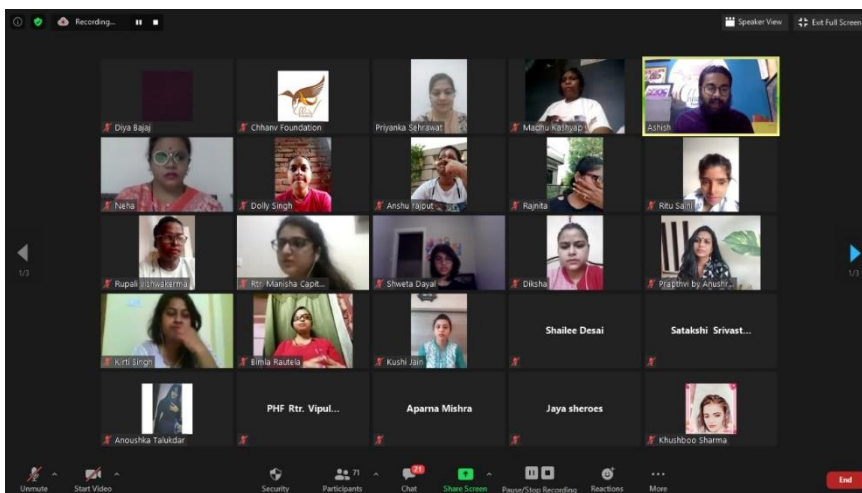 Recording...
Speaker View
Exit Full Screen
Diya Bajaj
Chhanv Foundation
Priyanka Sehrawat
Madhu Kashyap
Ashish
Neha
Dolly Singh
Anshu rajput
Rajnita
Ritu Saini
Rupali vishwakarma
Rtr. Manisha Capit...
Shweta Dayal
Diksha
Prapthvi by Anushr...
1/3
1/3
Kirti Singh
Bimla Rautela
Kushi Jain
Shailee Desai
Satakshi Srivast...
Anoushka Talukdar
PHF Rtr. Vipul...
Aparna Mishra
Jaya sheroes
Khushboo Sharma
Unmute
Start Video
Security
Participants
71
Chat
21
Share Screen
Pause/Stop Recording
Reactions
More
End